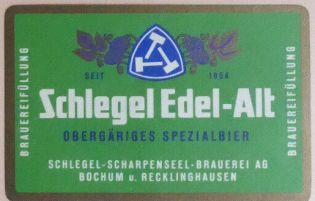 SEIT 1854
Schlegel Edel-Alt
OBERGÄRIGES SPEZIALBIER
SCHLEGEL-SCHARPENSEEL-BRAUEREI AG
BOCHUM u. RECKLINGHAUSEN
BRAUEREIFÜLLUNG
BRAUEREIFÜLLUNG